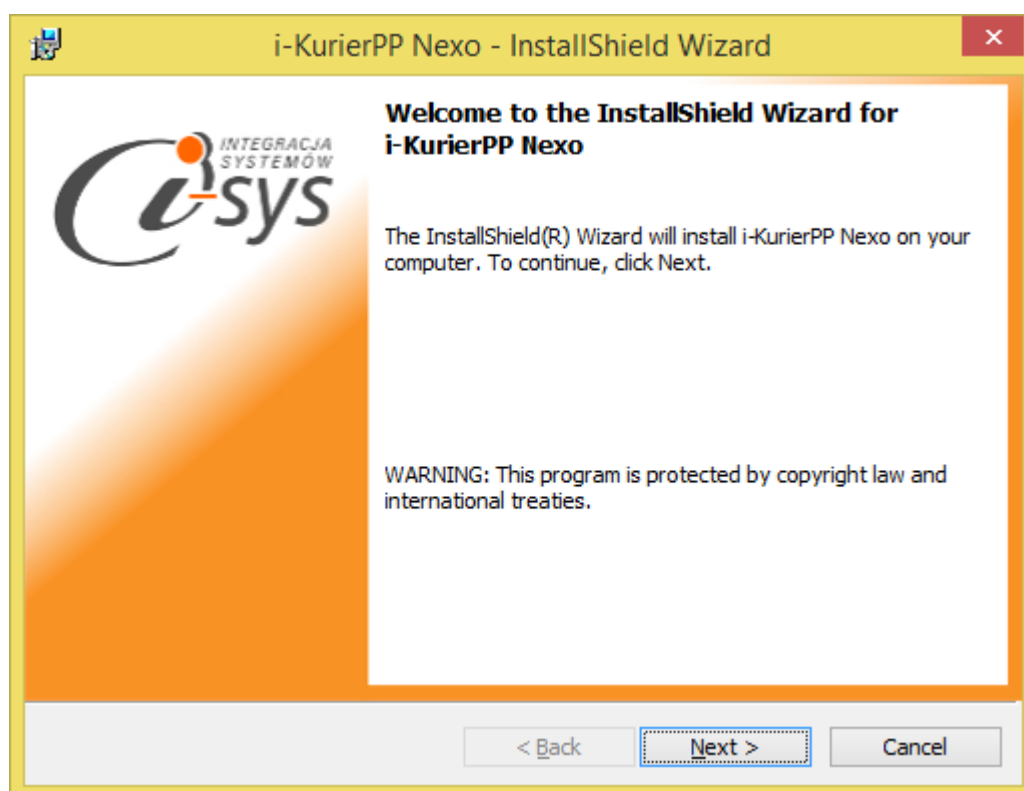 i-KurierPP Nexo - InstallShield Wizard
INTEGRACJA
SYSTEMÓW
i-sys
Welcome to the InstallShield Wizard for
i-KurierPP Nexo
The InstallShield(R) Wizard will install i-KurierPP Nexo on your
computer. To continue, click Next.
WARNING: This program is protected by copyright law and
international treaties.
< Back
Next >
Cancel